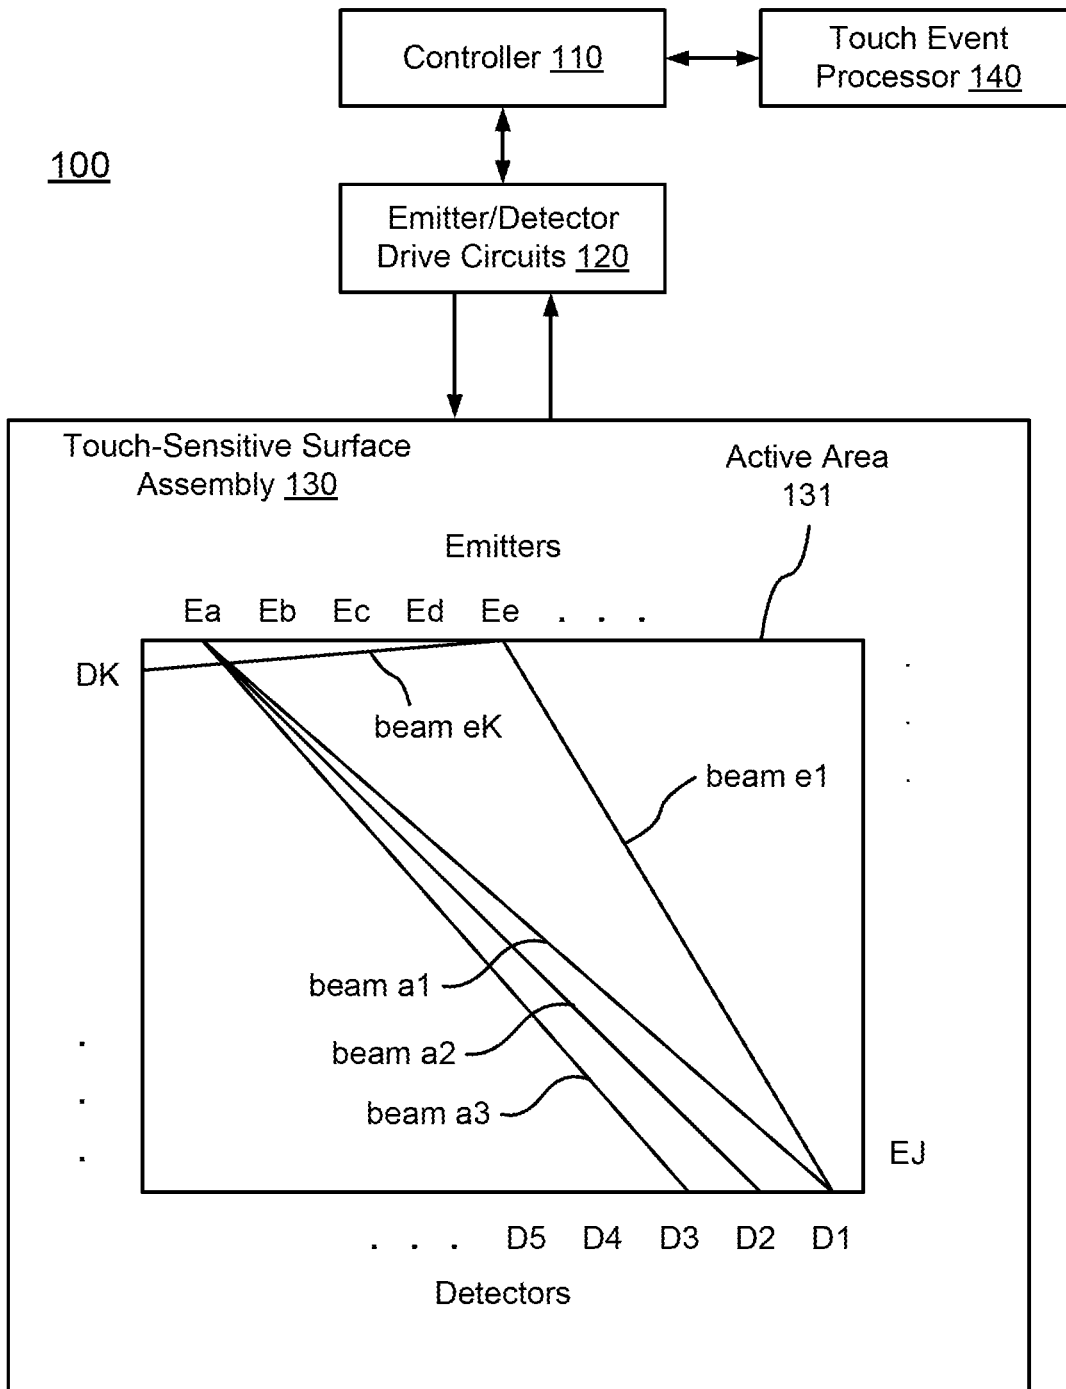 Controller 110
Touch Event
Processor 140
100
Emitter/Detector
Drive Circuits 120
Touch-Sensitive Surface
Assembly 130
Active Area
131
Emitters
Ea Eb Ec Ed Ee . . .
DK
beam eK
beam e1
beam a1
beam a2
beam a3
EJ
. . . D5 D4 D3 D2 D1
Detectors